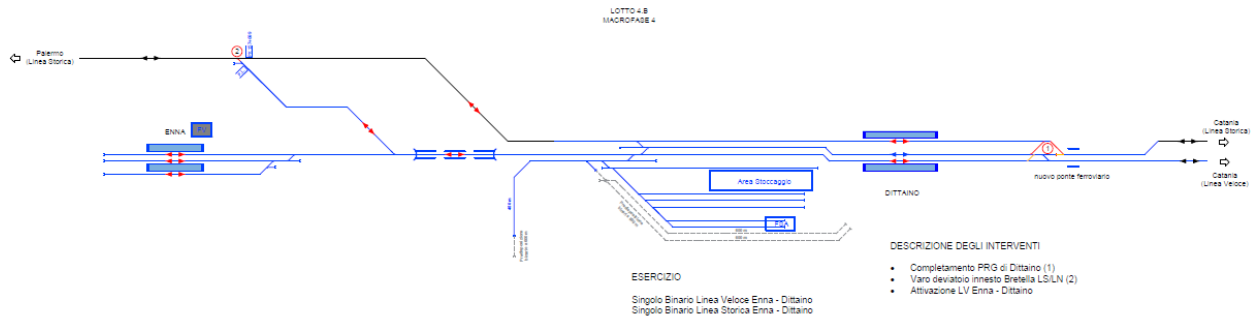 LOTTO 4.B
MACROFASE 4
2
Palermo
(Linea Storica)
ENNA
FV
Catania
(Linea Storica)
1
Catania
(Linea Veloce)
nuovo ponte ferroviario
Area Stoccaggio
DITTAINO
DESCRIZIONE DEGLI INTERVENTI
• Completamento PRG di Dittaino (1)
• Varo deviatoio innesto Bretella LS/LN (2)
• Attivazione LV Enna - Dittaino
ESERCIZIO
Singolo Binario Linea Veloce Enna - Dittaino
Singolo Binario Linea Storica Enna - Dittaino